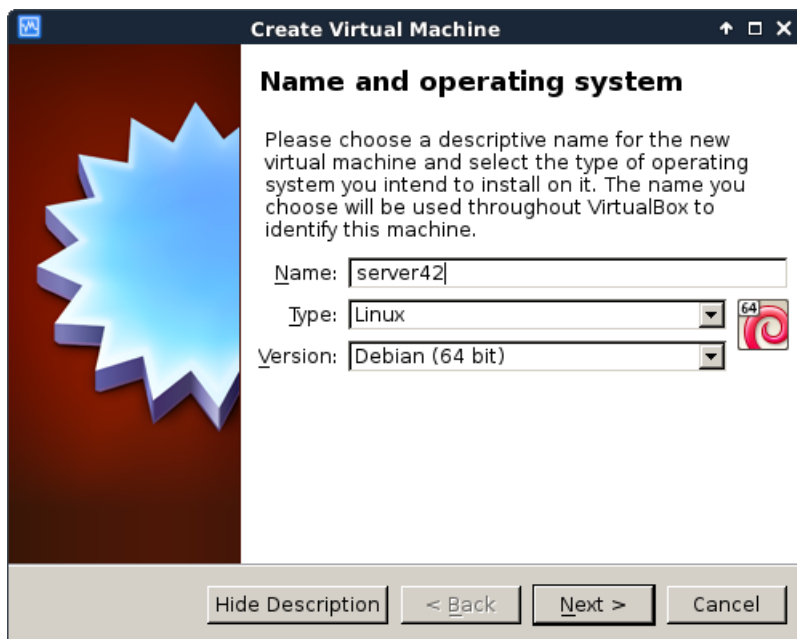 Create Virtual Machine
Name and operating system
Please choose a descriptive name for the new
virtual machine and select the type of operating
system you intend to install on it. The name you
choose will be used throughout VirtualBox to
identify this machine.
Name: server42
Type: Linux
64
Version: Debian (64 bit)
Hide Description < Back Next > Cancel